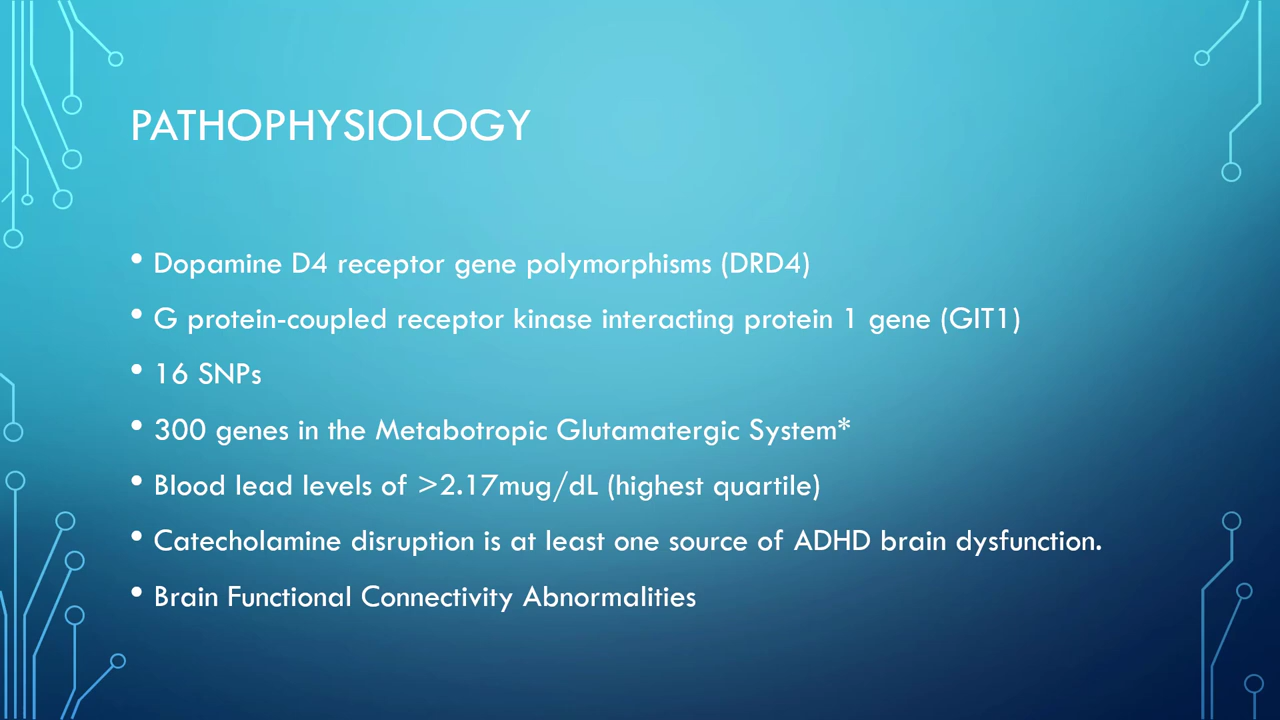 PATHOPHYSIOLOGY
• Dopamine D4 receptor gene polymorphisms (DRD4)
• G protein-coupled receptor kinase interacting protein 1 gene (GIT1)
• 16 SNPs
• 300 genes in the Metabotropic Glutamatergic System*
• Blood lead levels of >2.17mug/dL (highest quartile)
• Catecholamine disruption is at least one source of ADHD brain dysfunction.
• Brain Functional Connectivity Abnormalities